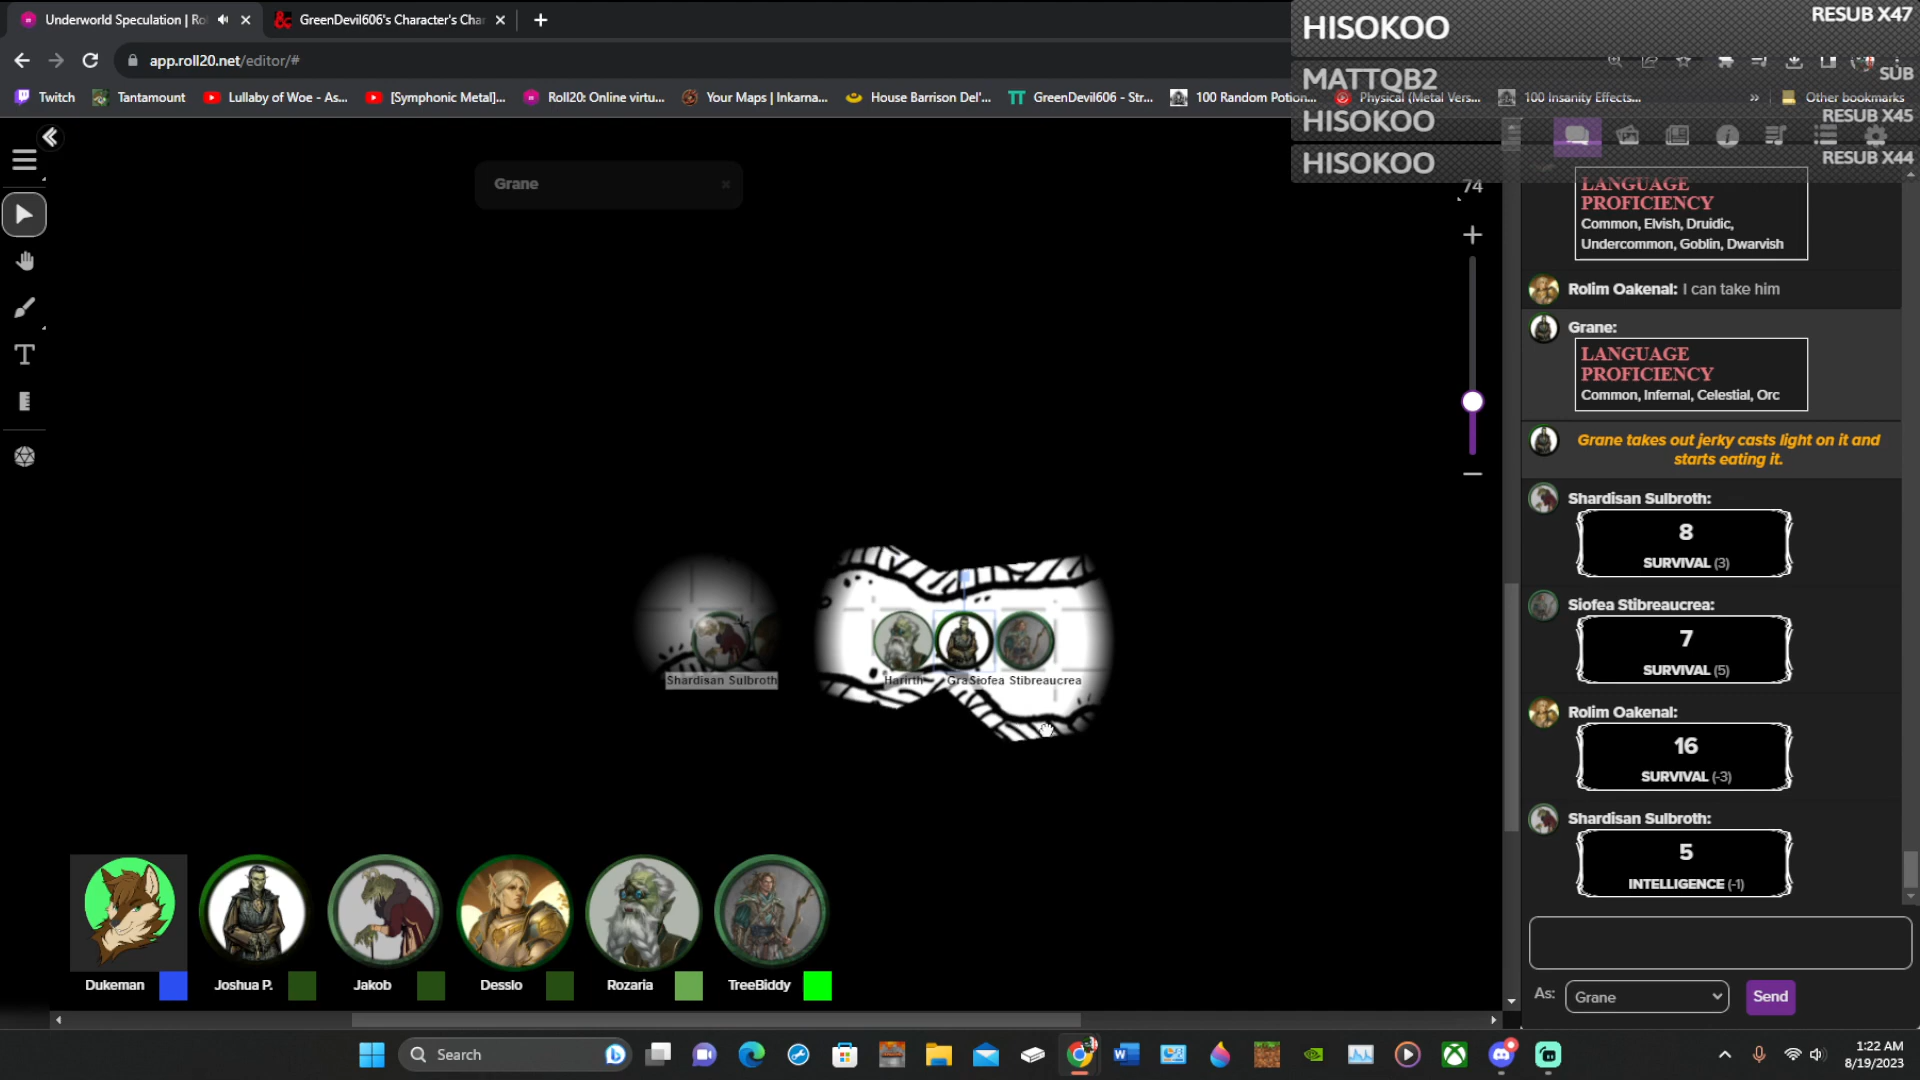 Underworld Speculation | Ro
GreenDevil606's Character's Char
app.roll20.net/editor/#
Twitch
Tantamount
Lullaby of Woe - As...
[Symphonic Metal]...
Roll20: Online virtu...
Your Maps | Inkarna...
House Barrison Del'...
GreenDevil606 - Str...
100 Random Potion...
Physical (Metal Vers...
100 Insanity Effects...
Other bookmarks
HISOKOO
RESUB X47
MATTQB2
SUB
HISOKOO
RESUB X45
HISOKOO
RESUB X44
Grane
74
LANGUAGE
PROFICIENCY
Common, Elvish, Druidic,
Undercommon, Goblin, Dwarvish
Rolim Oakenal: I can take him
Grane:
LANGUAGE
PROFICIENCY
Common, Infernal, Celestial, Orc
Grane takes out jerky casts light on it and
starts eating it.
Shardisan Sulbroth:
8
SURVIVAL (3)
Siofea Stibreaucrea:
7
SURVIVAL (5)
Rolim Oakenal:
16
SURVIVAL (-3)
Shardisan Sulbroth:
5
INTELLIGENCE (-1)
Shardisan Sulbroth
Harirth
Gra
Siofea Stibreaucrea
Dukeman
Joshua P.
Jakob
Desslo
Rozaria
TreeBiddy
As:
Grane
Send
Search
1:22 AM
8/19/2023